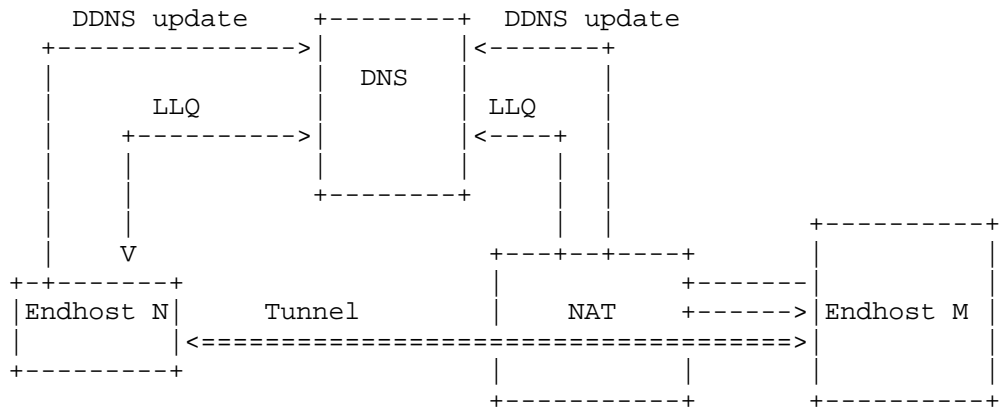 DDNS update DDNS update
DNS
LLQ LLQ
V
Endhost N Tunnel NAT Endhost M